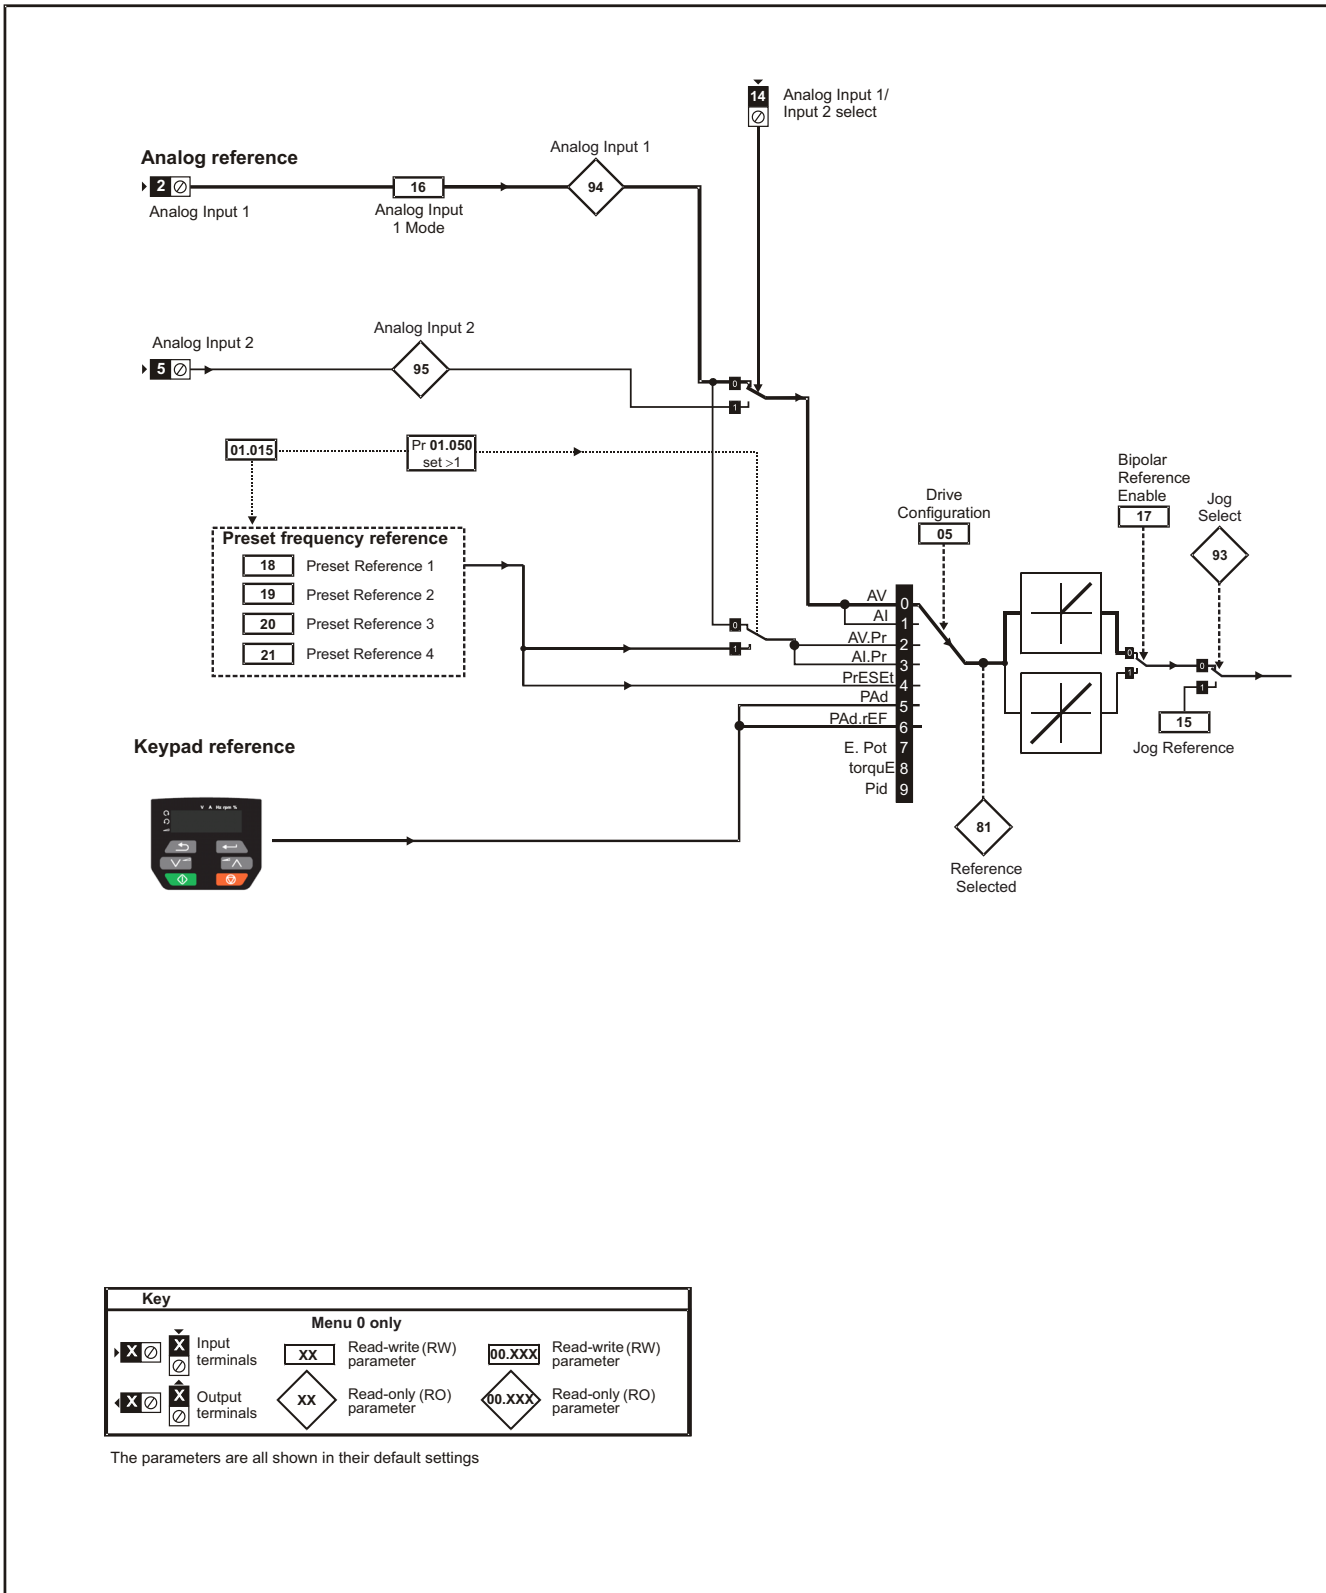 14
Analog Input 1/
Input 2 select
Analog reference
Analog Input 1
2
16
94
Analog Input 1
Analog Input
1 Mode
Analog Input 2
Analog Input 2
5
95
0
1
01.015
Pr 01.050
set >1
Preset frequency reference
18 Preset Reference 1
19 Preset Reference 2
20 Preset Reference 3
21 Preset Reference 4
0
1
Drive
Configuration
05
Bipolar
Reference
Enable
17
Jog
Select
93
AV 0
AI 1
AV.Pr 2
AI.Pr 3
PrESEt 4
PAd 5
PAd.rEF 6
E. Pot 7
torquE 8
Pid 9
0
1
0
1
15
Jog Reference
81
Reference
Selected
Keypad reference
V A Hz rpm %
Key
Menu 0 only
X X Input
terminals
XX Read-write (RW)
parameter
00.XXX Read-write (RW)
parameter
X X Output
terminals
XX Read-only (RO)
parameter
00.XXX Read-only (RO)
parameter
The parameters are all shown in their default settings